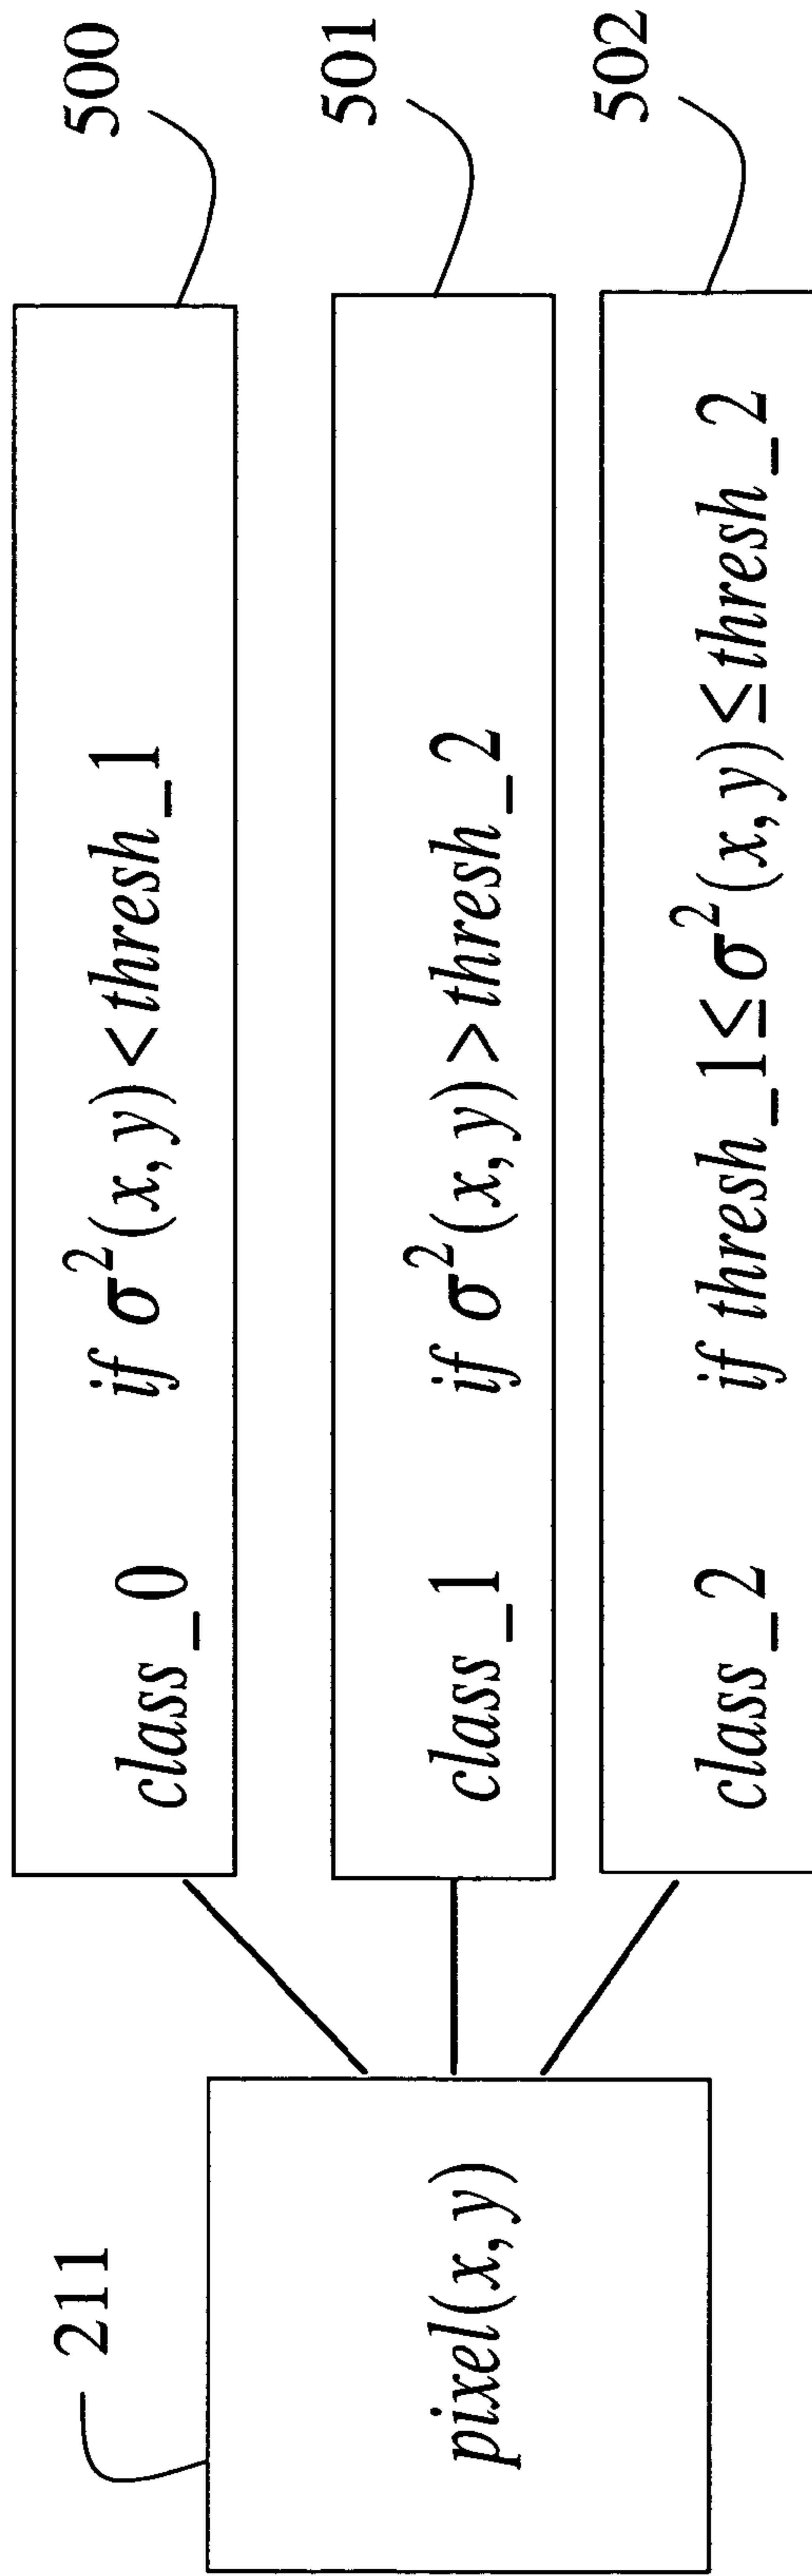 211
pixel(x, y)
class_0 if σ²(x, y) < thresh_1
500
class_1 if σ²(x, y) > thresh_2
501
class_2 if thresh_1 ≤ σ²(x, y) ≤ thresh_2
502